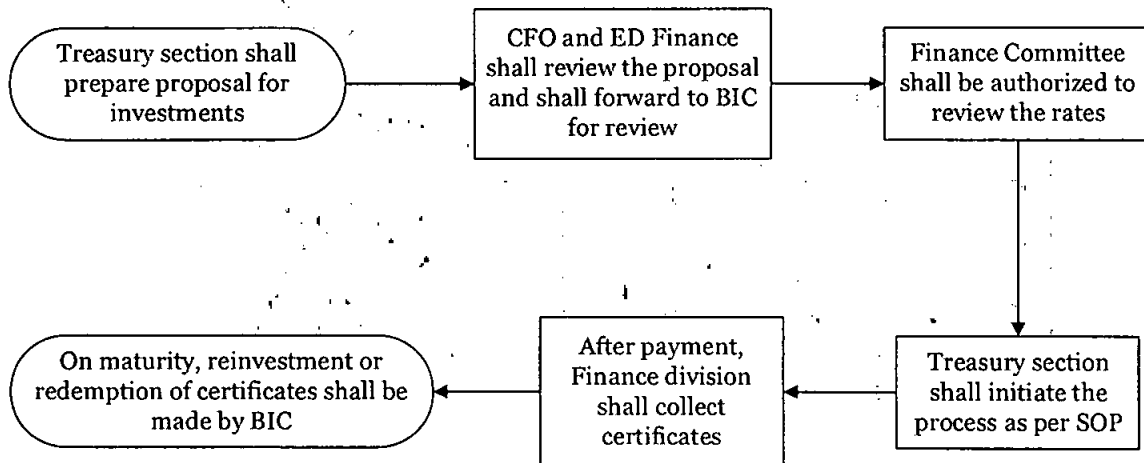 Treasury section shall
prepare proposal for
investments
CFO and ED Finance
shall review the proposal
and shall forward to BIC
for review
Finance Committee
shall be authorized to
review the rates
Treasury section
shall initiate the
process as per SOP
After payment,
Finance division
shall collect
certificates
On maturity, reinvestment or
redemption of certificates shall be
made by BIC